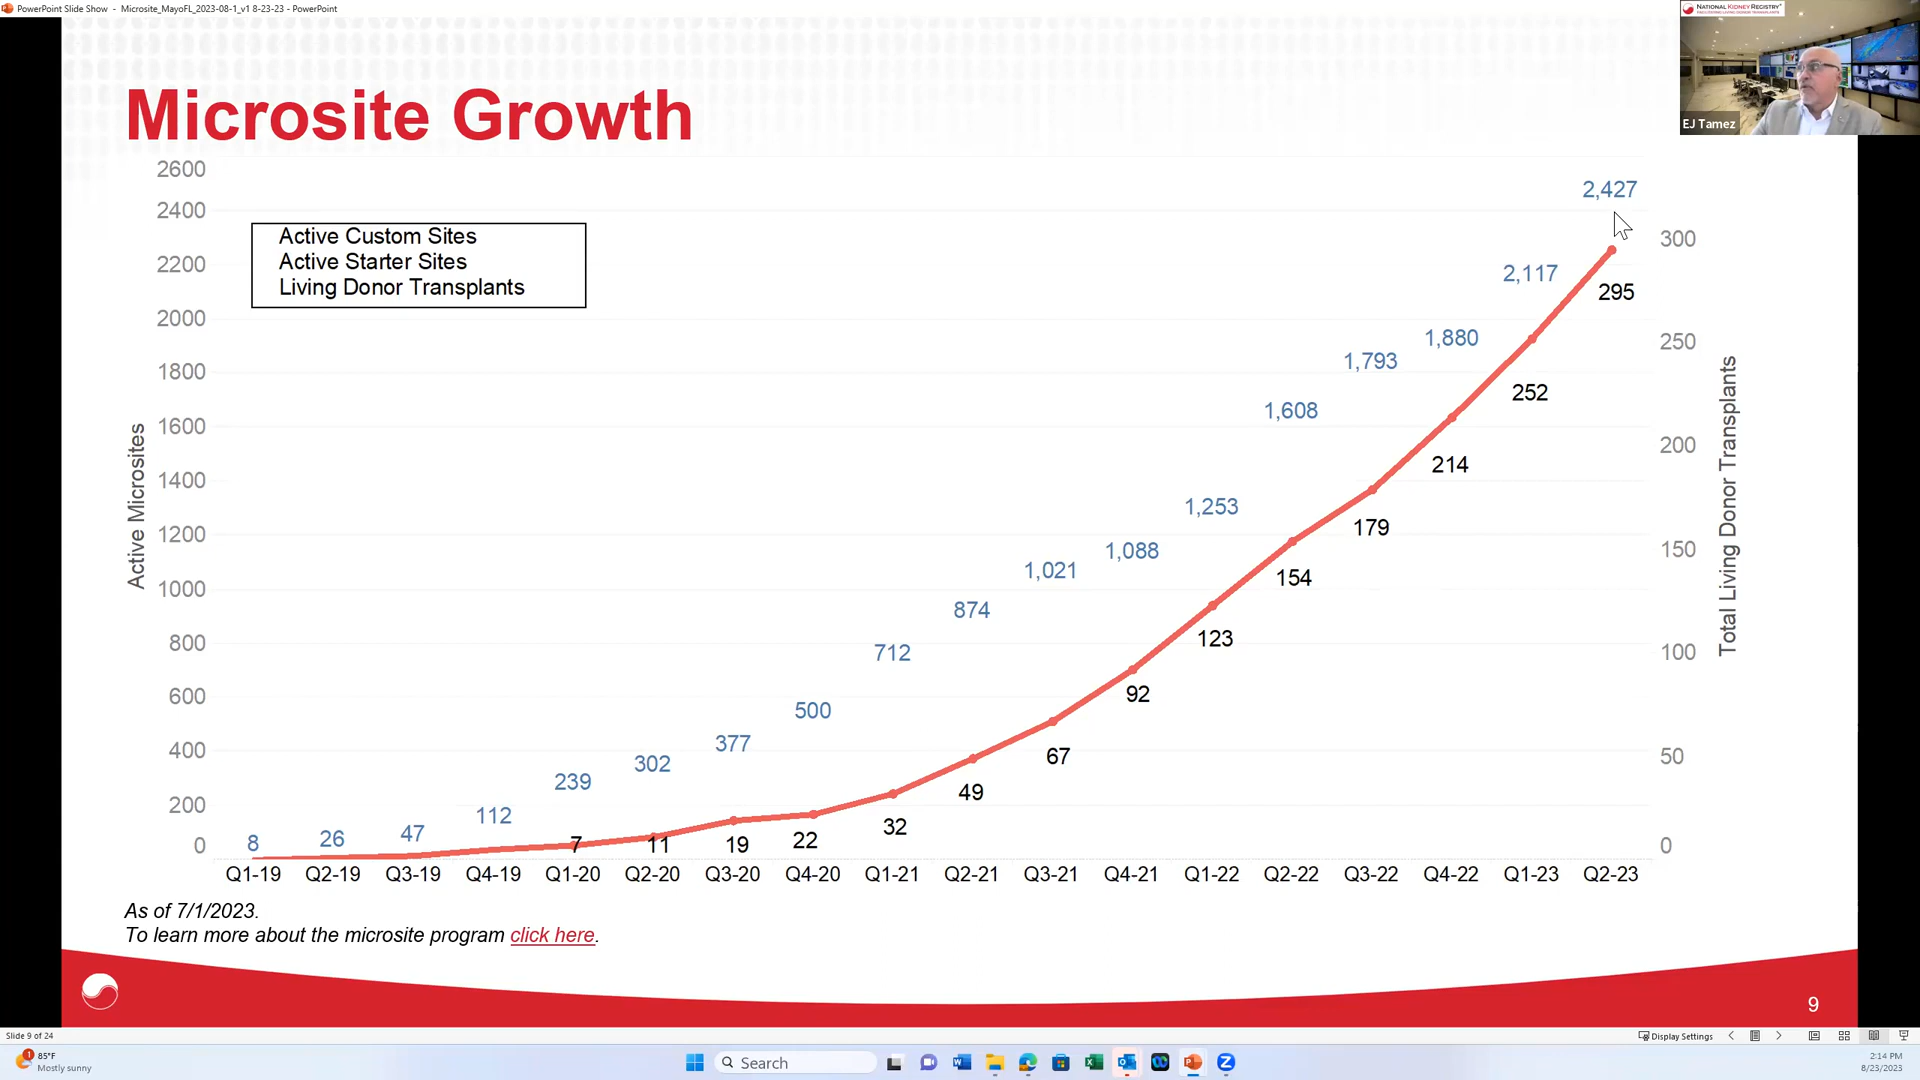 PowerPoint Slide Show - Microsite_MayoFL_2023-08-1_v1 8-23-23 - PowerPoint
NATIONAL KIDNEY REGISTRY
FACILITATING LIVING DONOR TRANSPLANTS
EJ Tamez
Microsite Growth
2600
2400
2200
2000
1800
1600
1400
1200
1000
800
600
400
200
0
Active Microsites
Active Custom Sites
Active Starter Sites
Living Donor Transplants
8
26
47
112
239
302
377
500
712
874
1,021
1,088
1,253
1,608
1,793
1,880
2,117
2,427
7
11
19
22
32
49
67
92
123
154
179
214
252
295
300
250
200
150
100
50
0
Total Living Donor Transplants
Q1-19 Q2-19 Q3-19 Q4-19 Q1-20 Q2-20 Q3-20 Q4-20 Q1-21 Q2-21 Q3-21 Q4-21 Q1-22 Q2-22 Q3-22 Q4-22 Q1-23 Q2-23
As of 7/1/2023.
To learn more about the microsite program click here.
9
Slide 9 of 24
Display Settings
1
85°F
Mostly sunny
Search
2:14 PM
8/23/2023